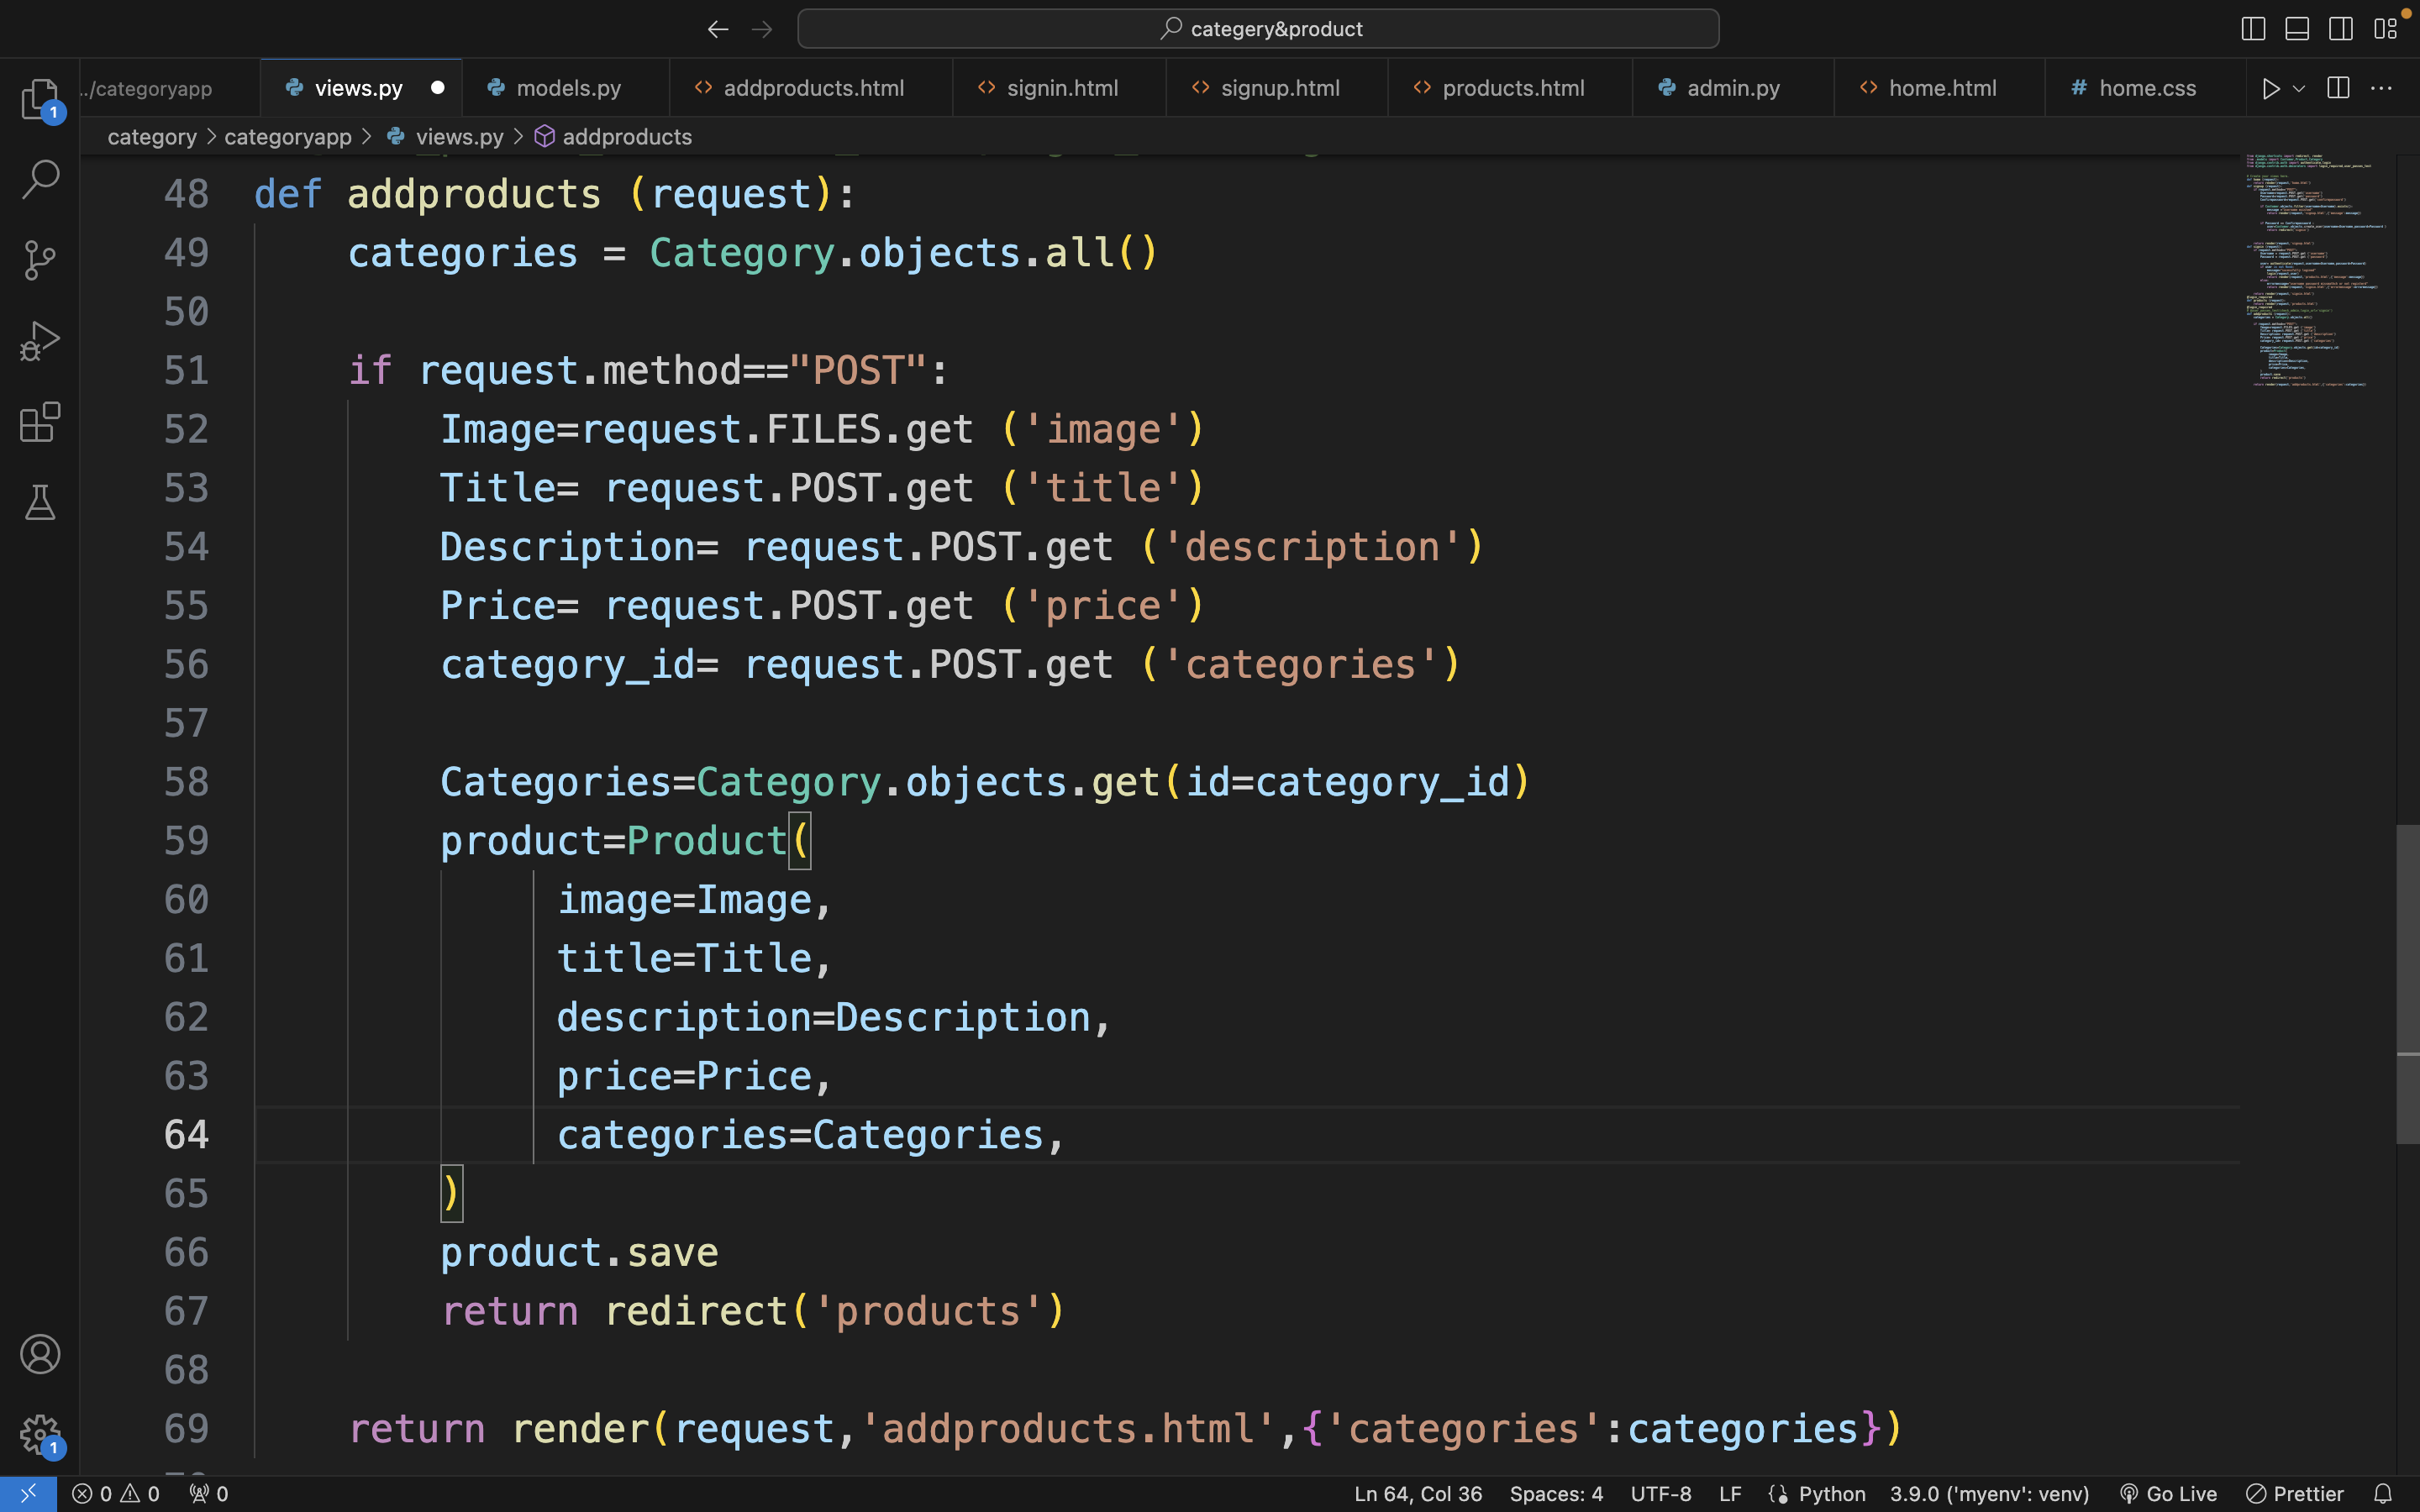 categery&product
../categoryapp
views.py
models.py
addproducts.html
signin.html
signup.html
products.html
admin.py
home.html
# home.css
category > categoryapp > views.py > addproducts
48 def addproducts (request):
49 categories = Category.objects.all()
50
51 if request.method=="POST":
52 Image=request.FILES.get ('image')
53 Title= request.POST.get ('title')
54 Description= request.POST.get ('description')
55 Price= request.POST.get ('price')
56 category_id= request.POST.get ('categories')
57
58 Categories=Category.objects.get(id=category_id)
59 product=Product(
60 image=Image,
61 title=Title,
62 description=Description,
63 price=Price,
64 categories=Categories,
65 )
66 product.save
67 return redirect('products')
68
69 return render(request,'addproducts.html',{'categories':categories})
1
1
0 0 0
Ln 64, Col 36 Spaces: 4 UTF-8 LF Python 3.9.0 ('myenv': venv) Go Live Prettier